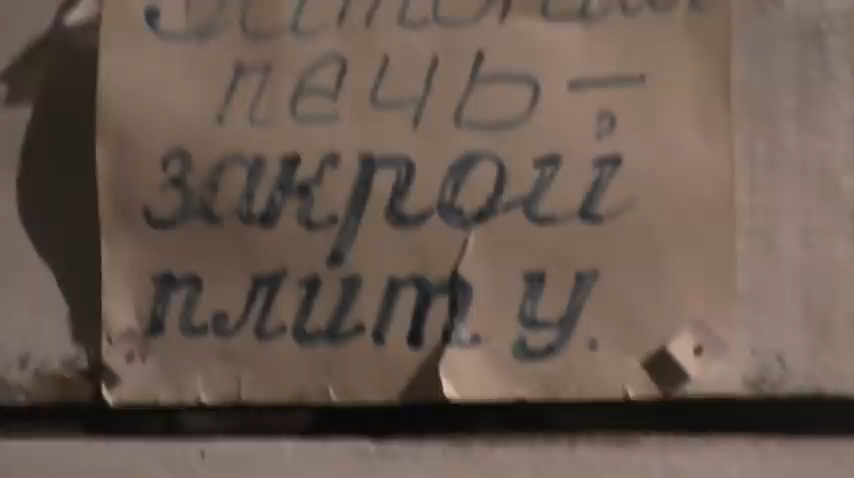 печь –
закрой
плиту.